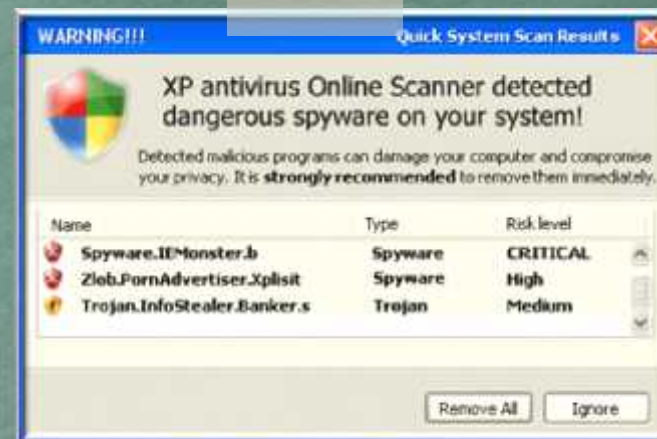 WARNING!!! Quick System Scan Results
XP antivirus Online Scanner detected
dangerous spyware on your system!
Detected malicious programs can damage your computer and compromise
your privacy. It is strongly recommended to remove them immediately.
Name Type Risk level
Spyware.IEMonster.b Spyware CRITICAL
Zlob.PornAdvertiser.Xplisit Spyware High
Trojan.InfoStealer.Banker.s Trojan Medium
Remove All Ignore